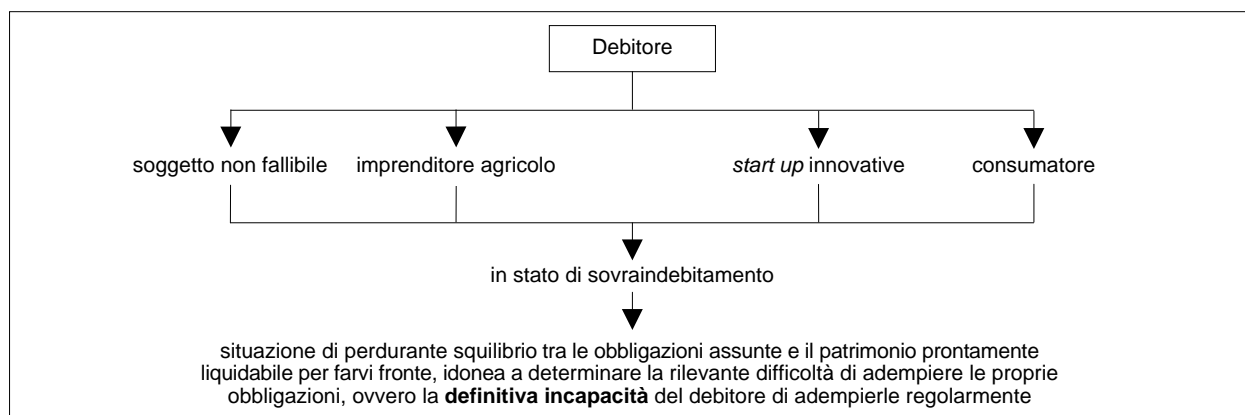 Debitore
soggetto non fallibile imprenditore agricolo start up innovative consumatore
in stato di sovraindebitamento
situazione di perdurante squilibrio tra le obbligazioni assunte e il patrimonio prontamente
liquidabile per farvi fronte, idonea a determinare la rilevante difficoltà di adempiere le proprie
obbligazioni, ovvero la definitiva incapacità del debitore di adempierle regolarmente